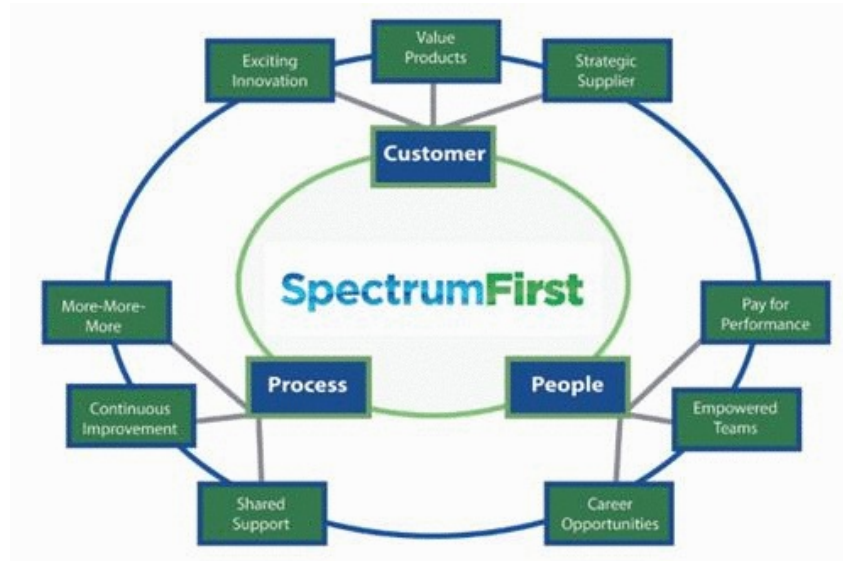 Value
Products
Exciting
Innovation
Strategic
Supplier
Customer
SpectrumFirst
More-More-
More
Pay for
Performance
Process
People
Continuous
Improvement
Empowered
Teams
Shared
Support
Career
Opportunities